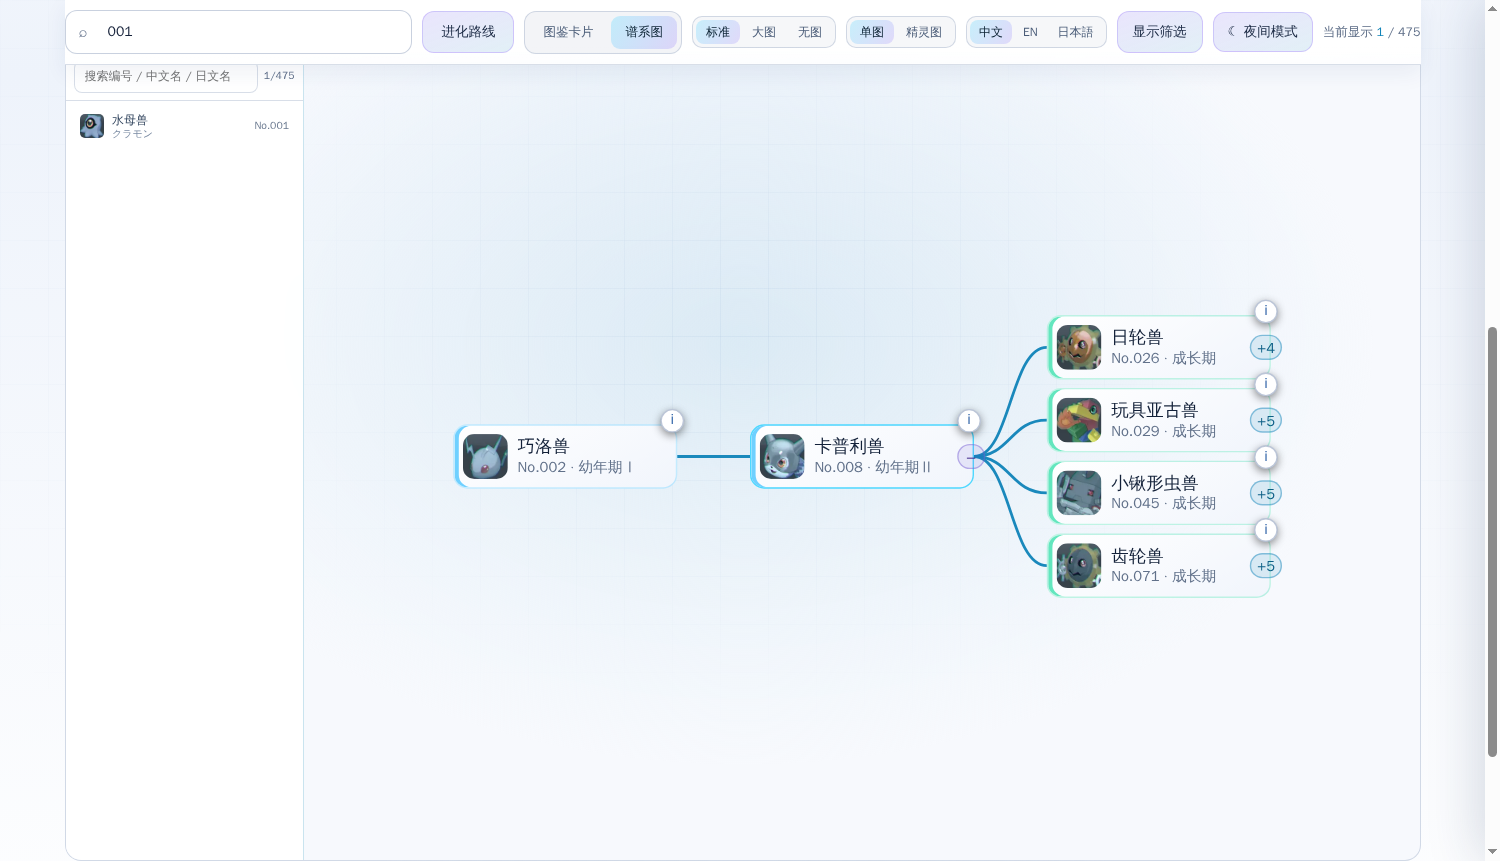 001
进化路线
图鉴卡片 谱系图
标准 大图 无图
单图 精灵图
中文 EN 日本語
显示筛选
☾ 夜间模式
当前显示 1 / 475
搜索编号 / 中文名 / 日文名
1/475
水母兽
クラモン
No.001
巧洛兽
No.002 · 幼年期Ⅰ
i
卡普利兽
No.008 · 幼年期Ⅱ
i
−
日轮兽
No.026 · 成长期
i
+4
玩具亚古兽
No.029 · 成长期
i
+5
小锹形虫兽
No.045 · 成长期
i
+5
齿轮兽
No.071 · 成长期
i
+5